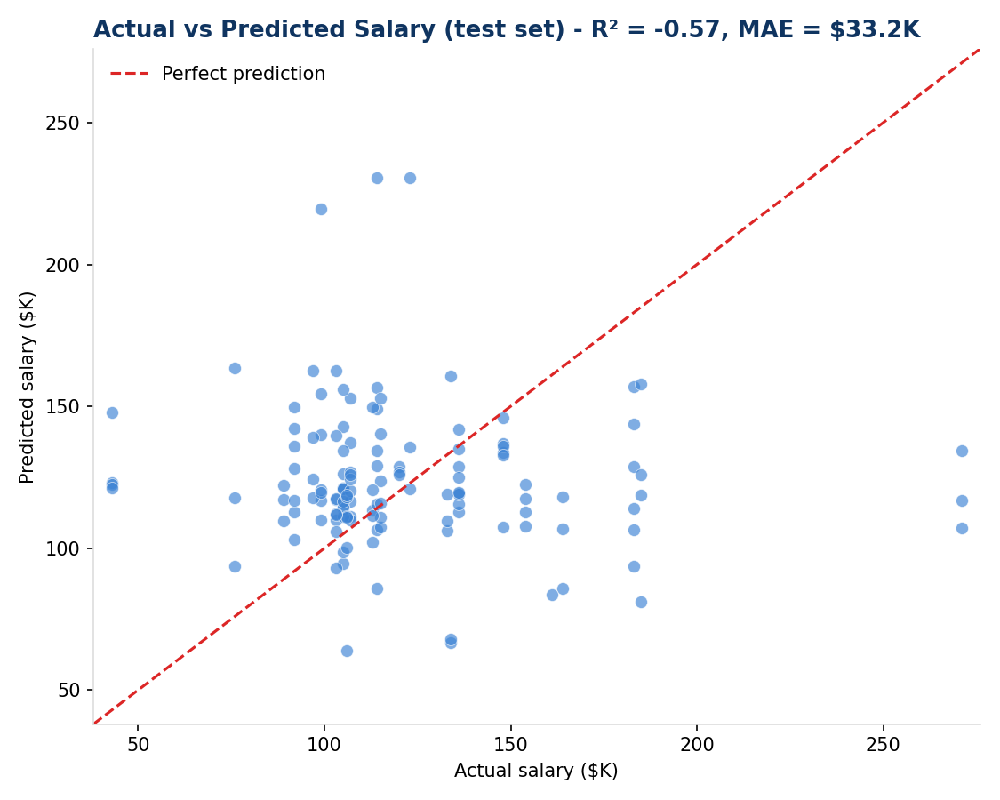 Actual vs Predicted Salary (test set) - R² = -0.57, MAE = $33.2K
Perfect prediction
250
200
150
100
50
Predicted salary ($K)
50 100 150 200 250
Actual salary ($K)